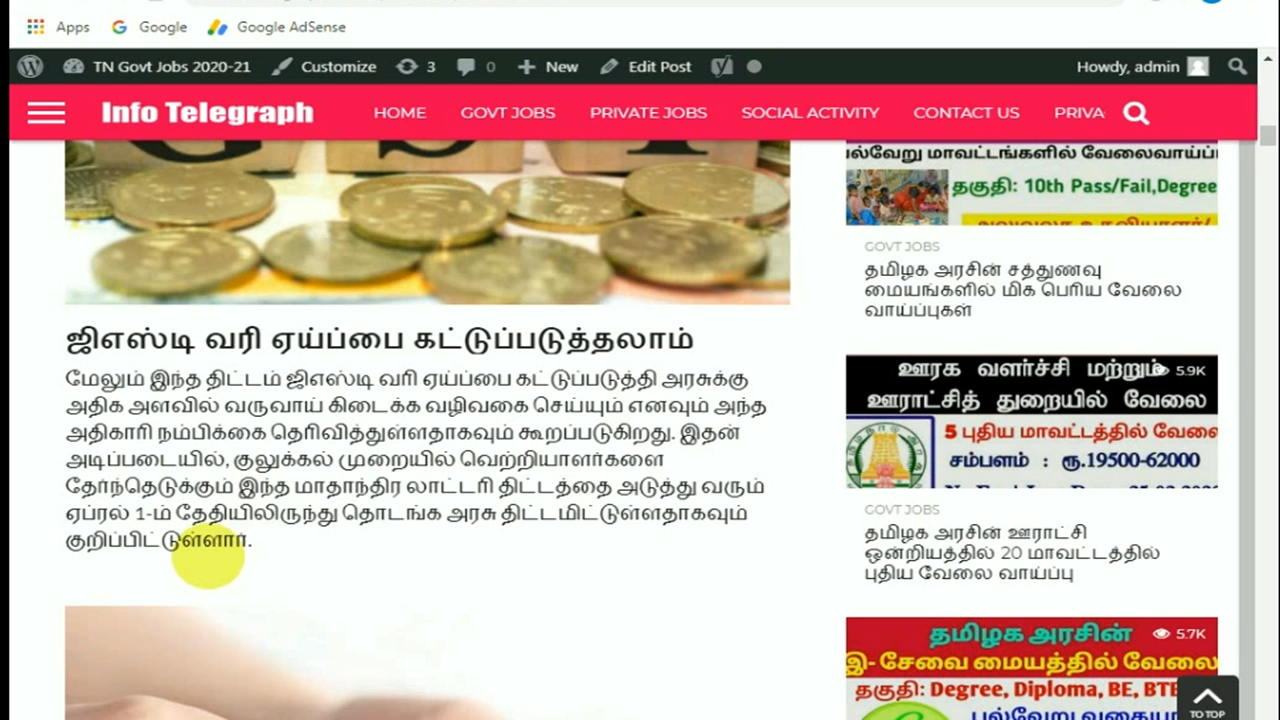 Apps Google Google AdSense
TN Govt Jobs 2020-21 Customize 3 0 New Edit Post Howdy, admin
Info Telegraph HOME GOVT JOBS PRIVATE JOBS SOCIAL ACTIVITY CONTACT US PRIVA
ஜிஎஸ்டி வரி ஏய்ப்பை கட்டுப்படுத்தலாம்
மேலும் இந்த திட்டம் ஜிஎஸ்டி வரி ஏய்ப்பை கட்டுப்படுத்தி அரசுக்கு
அதிக அளவில் வருவாய் கிடைக்க வழிவகை செய்யும் எனவும் அந்த
அதிகாரி நம்பிக்கை தெரிவித்துள்ளதாகவும் கூறப்படுகிறது. இதன்
அடிப்படையில், குலுக்கல் முறையில் வெற்றியாளர்களை
தேர்ந்தெடுக்கும் இந்த மாதாந்திர லாட்டரி திட்டத்தை அடுத்து வரும்
ஏப்ரல் 1-ம் தேதியிலிருந்து தொடங்க அரசு திட்டமிட்டுள்ளதாகவும்
குறிப்பிட்டுள்ளார்.
பல்வேறு மாவட்டங்களில் வேலைவாய்ப்
தகுதி: 10th Pass/Fail,Degree
GOVT JOBS
தமிழக அரசின் சத்துணவு
மையங்களில் மிக பெரிய வேலை
வாய்ப்புகள்
ஊரக வளர்ச்சி மற்றும் 5.9K
ஊராட்சித் துறையில் வேலை
5 புதிய மாவட்டத்தில் வேலை
சம்பளம் : ரூ.19500-62000
GOVT JOBS
தமிழக அரசின் ஊராட்சி
ஒன்றியத்தில் 20 மாவட்டத்தில்
புதிய வேலை வாய்ப்பு
தமிழக அரசின் 5.7K
இ- சேவை மையத்தில் வேலை
தகுதி: Degree, Diploma, BE, BTE
TO TOP